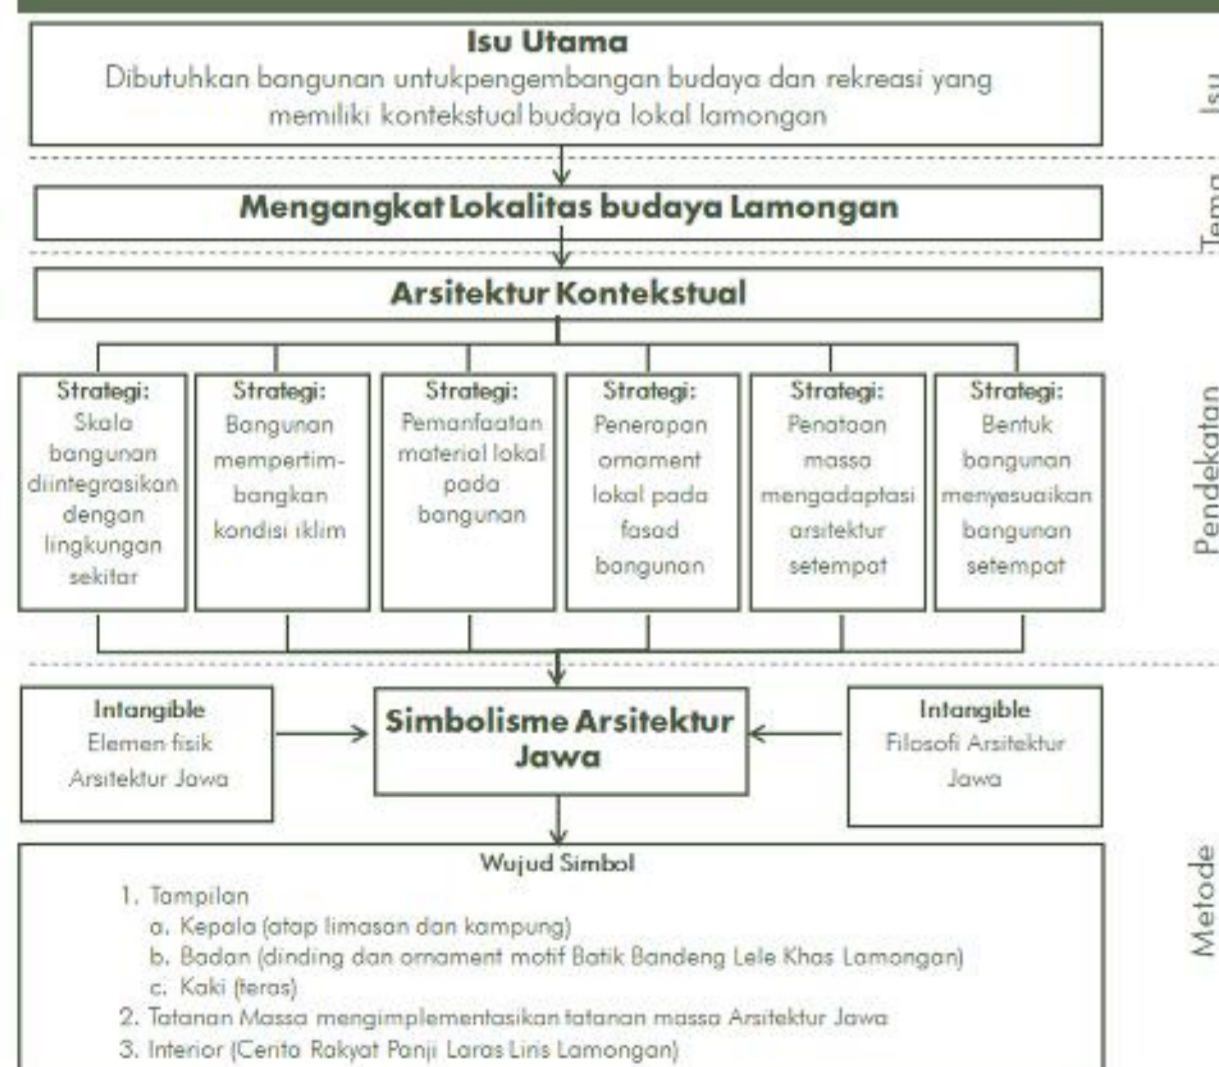 Isu Utama
Dibutuhkan bangunan untukpengembangan budaya dan rekreasi yang
memiliki kontekstual budaya lokal lamongan
Isu
Mengangkat Lokalitas budaya Lamongan
Tema
Arsitektur Kontekstual
Strategi:
Skala
bangunan
diintegrasikan
dengan
lingkungan
sekitar
Strategi:
Bangunan
mempertim-
bangkan
kondisi iklim
Strategi:
Pemanfaatan
material lokal
pada
bangunan
Strategi:
Penerapan
ornament
lokal pada
fasad
bangunan
Strategi:
Penataan
massa
mengadaptasi
arsitektur
setempat
Strategi:
Bentuk
bangunan
menyesuaikan
bangunan
setempat
Pendekatan
Intangible
Elemen fisik
Arsitektur Jawa
Simbolisme Arsitektur
Jawa
Intangible
Filosofi Arsitektur
Jawa
Wujud Simbol
1. Tampilan
a. Kepala (atap limasan dan kampung)
b. Badan (dinding dan ornament motif Batik Bandeng Lele Khas Lamongan)
c. Kaki (teras)
2. Tatanan Massa mengimplementasikan tatanan massa Arsitektur Jawa
3. Interior (Cerita Rakyat Panji Laras Liris Lamongan)
Metode